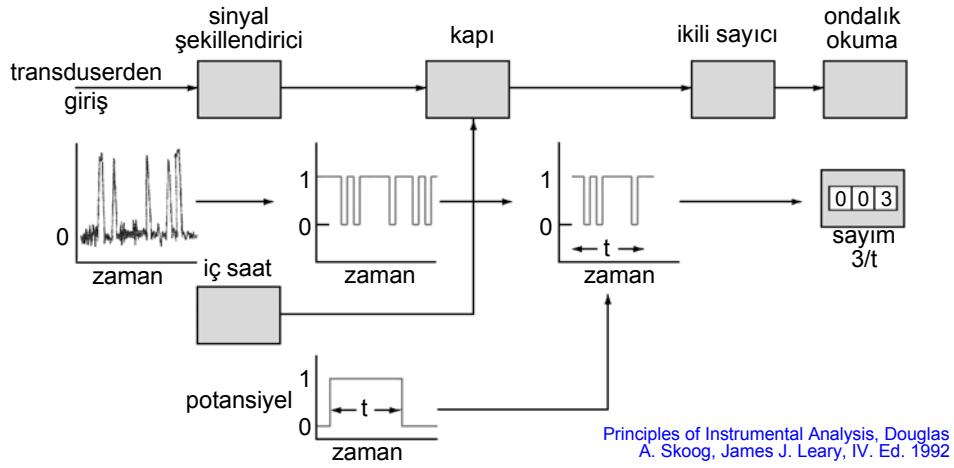 sinyal
şekillendirici
kapı
ikili sayıcı
ondalık
okuma
transduserden
giriş
0
zaman
1
0
zaman
1
0
t
zaman
0 0 3
sayım
3/t
iç saat
potansiyel
1
0
t
zaman
Principles of Instrumental Analysis, Douglas
A. Skoog, James J. Leary, IV. Ed. 1992